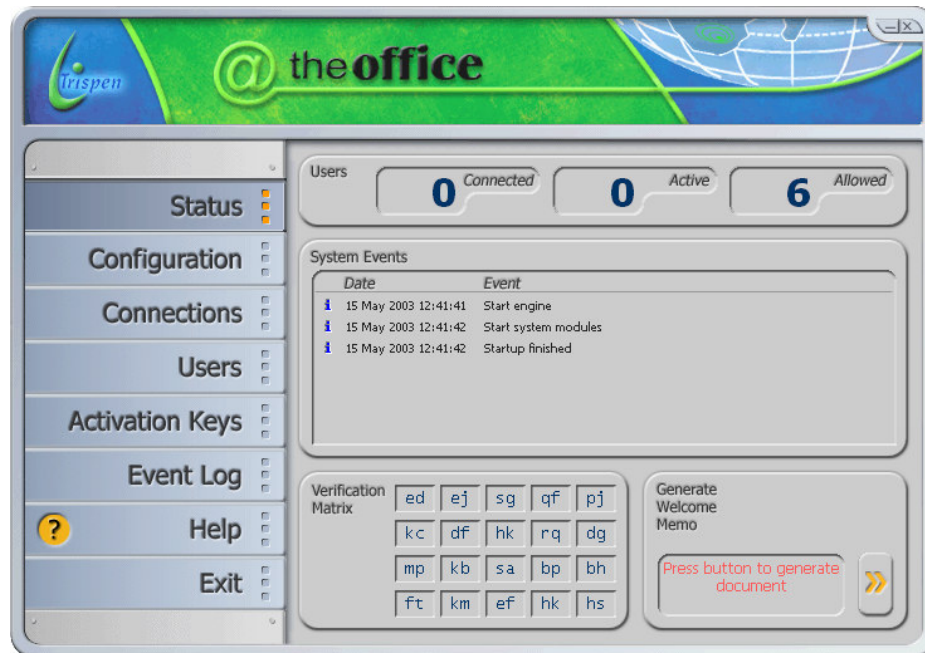 Trispen
@ the office
Status
Configuration
Connections
Users
Activation Keys
Event Log
? Help
Exit
Users
0 Connected
0 Active
6 Allowed
System Events
Date Event
i 15 May 2003 12:41:41 Start engine
i 15 May 2003 12:41:42 Start system modules
i 15 May 2003 12:41:42 Startup finished
Verification
Matrix
ed ej sg qf pj
kc df hk rq dg
mp kb sa bp bh
ft km ef hk hs
Generate
Welcome
Memo
Press button to generate
document